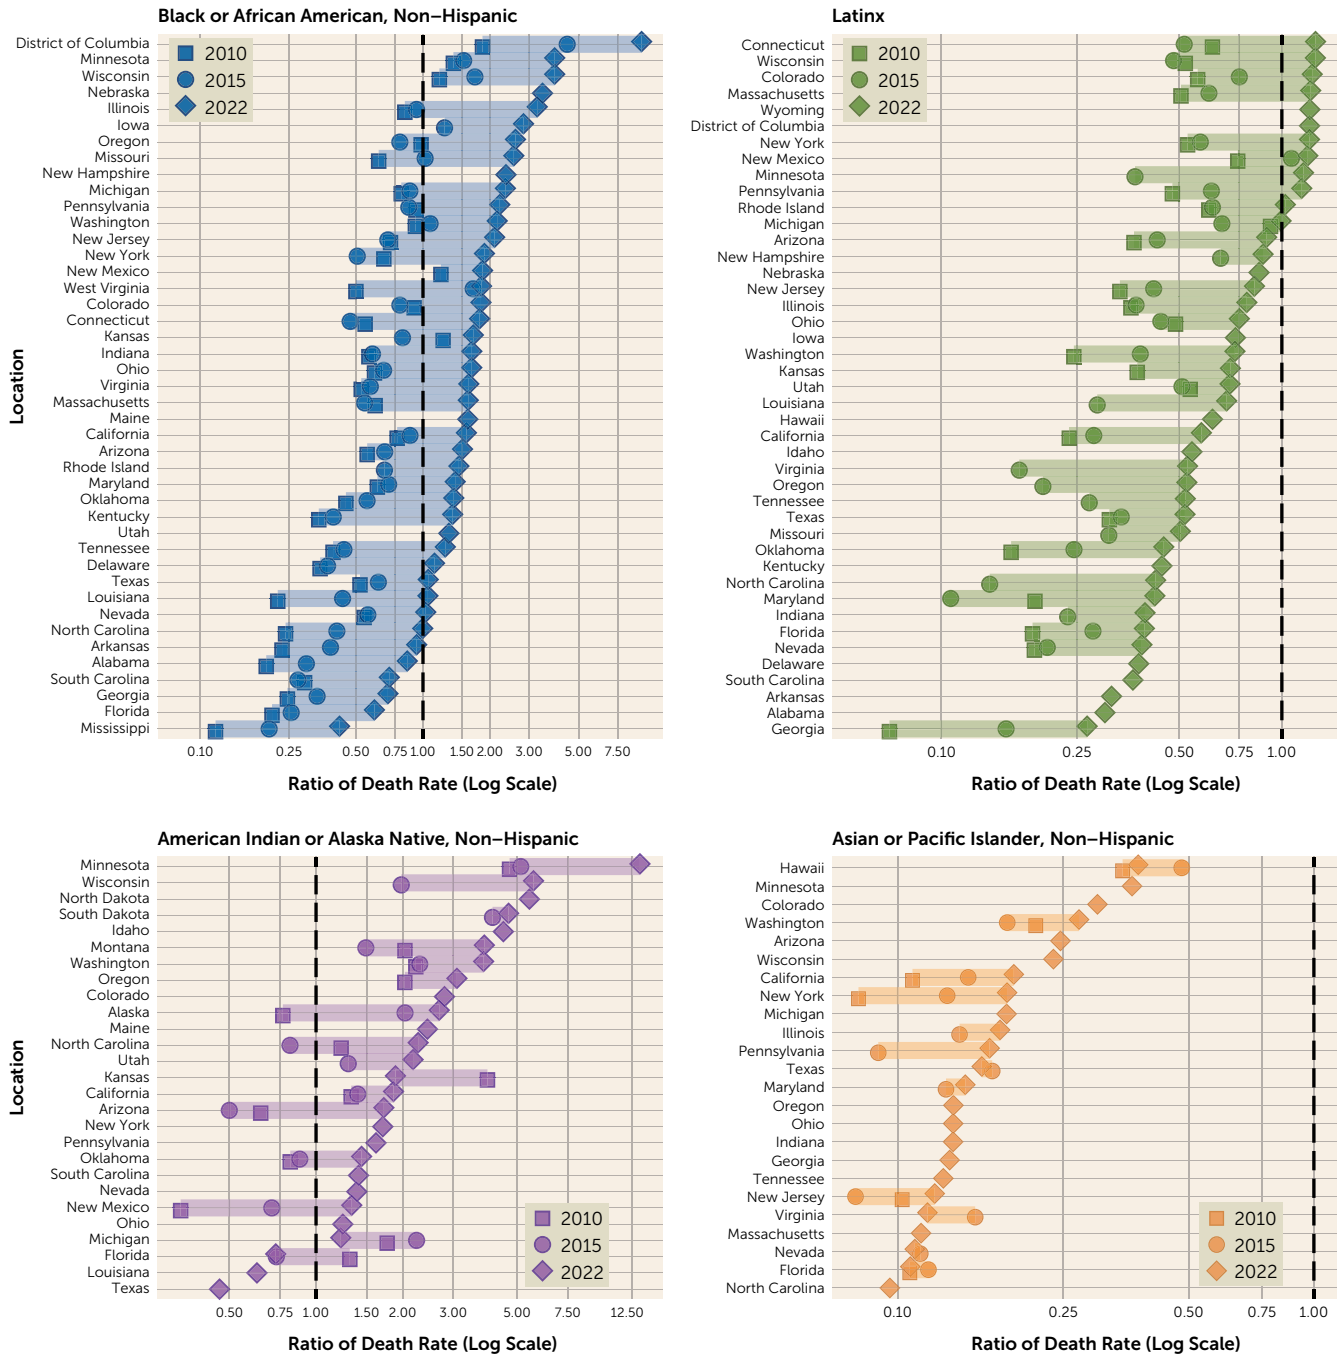 Black or African American, Non–Hispanic
Location
District of Columbia
Minnesota
Wisconsin
Nebraska
Illinois
Iowa
Oregon
Missouri
New Hampshire
Michigan
Pennsylvania
Washington
New Jersey
New York
New Mexico
West Virginia
Colorado
Connecticut
Kansas
Indiana
Ohio
Virginia
Massachusetts
Maine
California
Arizona
Rhode Island
Maryland
Oklahoma
Kentucky
Utah
Tennessee
Delaware
Texas
Louisiana
Nevada
North Carolina
Arkansas
Alabama
South Carolina
Georgia
Florida
Mississippi
2010
2015
2022
0.10 0.25 0.50 0.75 1.00 1.50 2.00 3.00 5.00 7.50
Ratio of Death Rate (Log Scale)
Latinx
Connecticut
Wisconsin
Colorado
Massachusetts
Wyoming
District of Columbia
New York
New Mexico
Minnesota
Pennsylvania
Rhode Island
Michigan
Arizona
New Hampshire
Nebraska
New Jersey
Illinois
Ohio
Iowa
Washington
Kansas
Utah
Louisiana
Hawaii
California
Idaho
Virginia
Oregon
Tennessee
Texas
Missouri
Oklahoma
Kentucky
North Carolina
Maryland
Indiana
Florida
Nevada
Delaware
South Carolina
Arkansas
Alabama
Georgia
2010
2015
2022
0.10 0.25 0.50 0.75 1.00
Ratio of Death Rate (Log Scale)
American Indian or Alaska Native, Non–Hispanic
Location
Minnesota
Wisconsin
North Dakota
South Dakota
Idaho
Montana
Washington
Oregon
Colorado
Alaska
Maine
North Carolina
Utah
Kansas
California
Arizona
New York
Pennsylvania
Oklahoma
South Carolina
Nevada
New Mexico
Ohio
Michigan
Florida
Louisiana
Texas
2010
2015
2022
0.50 0.75 1.00 1.50 2.00 3.00 5.00 7.50 12.50
Ratio of Death Rate (Log Scale)
Asian or Pacific Islander, Non–Hispanic
Hawaii
Minnesota
Colorado
Washington
Arizona
Wisconsin
California
New York
Michigan
Illinois
Pennsylvania
Texas
Maryland
Oregon
Ohio
Indiana
Georgia
Tennessee
New Jersey
Virginia
Massachusetts
Nevada
Florida
North Carolina
2010
2015
2022
0.10 0.25 0.50 0.75 1.00
Ratio of Death Rate (Log Scale)